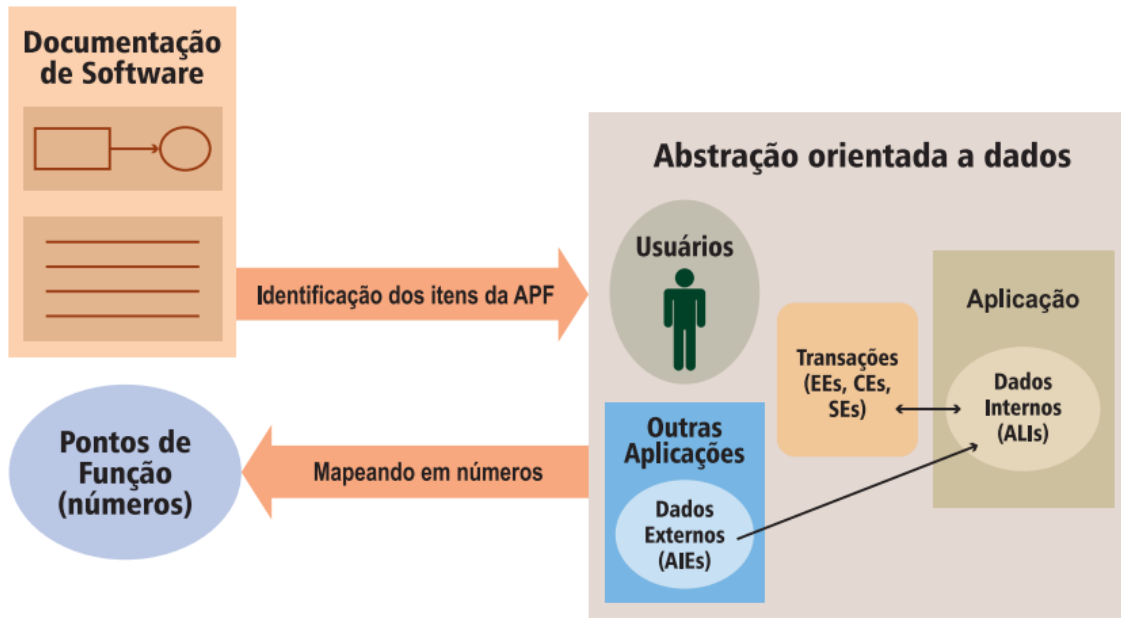 Documentação
de Software
Identificação dos itens da APF
Abstração orientada a dados
Usuários
Transações
(EEs, CEs,
SEs)
Aplicação
Dados
Internos
(ALIs)
Outras
Aplicações
Dados
Externos
(AIEs)
Mapeando em números
Pontos de
Função
(números)